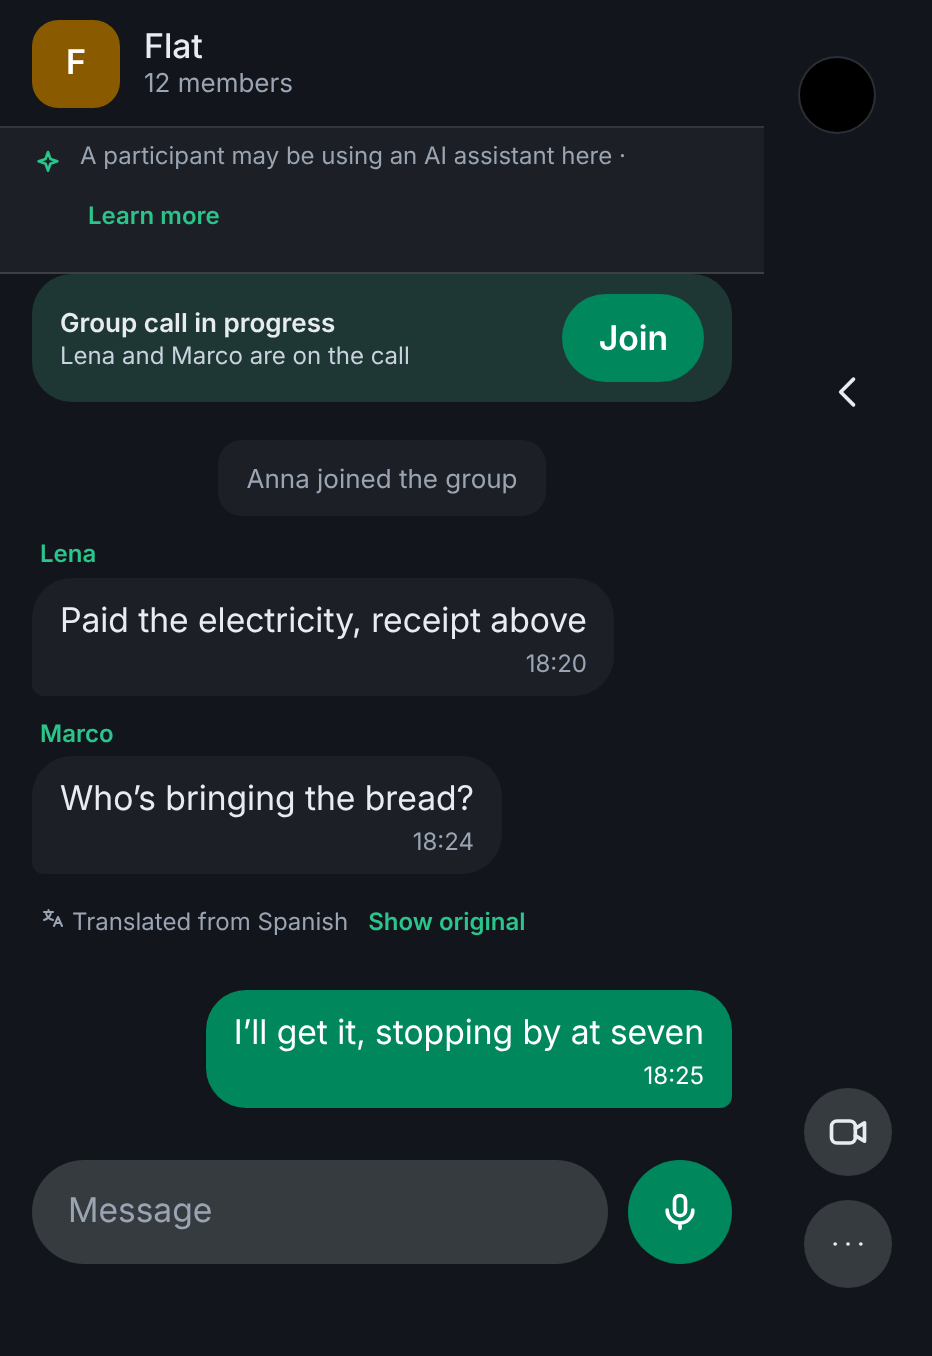 F
Flat
12 members
A participant may be using an AI assistant here ·
Learn more
Group call in progress
Lena and Marco are on the call
Join
Anna joined the group
Lena
Paid the electricity, receipt above
18:20
Marco
Who’s bringing the bread?
18:24
Translated from Spanish Show original
I’ll get it, stopping by at seven
18:25
Message